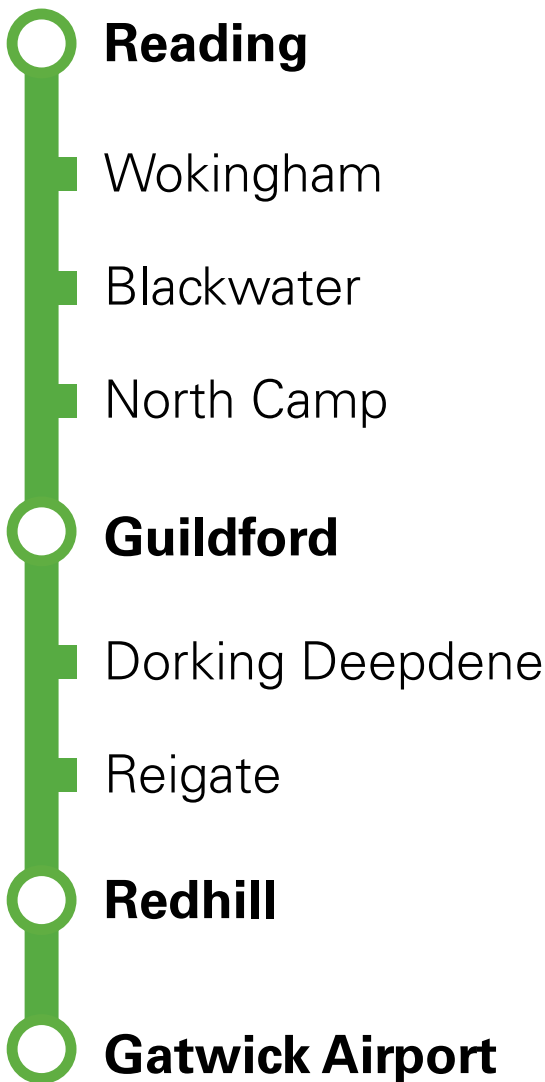 Reading
Wokingham
Blackwater
North Camp
Guildford
Dorking Deepdene
Reigate
Redhill
Gatwick Airport